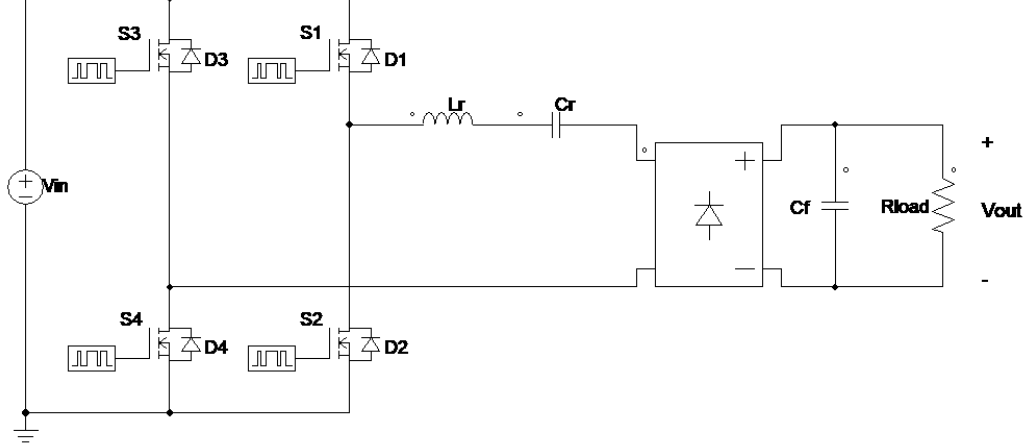 S3
S1
D3
D1
Lr
Cr
+
Vin
Cf
Rload
Vout
-
S4
S2
D4
D2